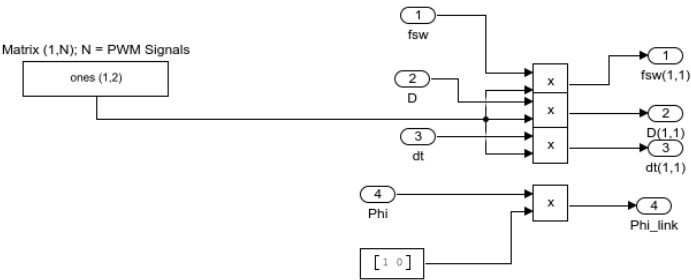 1
fsw
Matrix (1,N); N = PWM Signals
ones (1,2)
1
fsw(1,1)
x
2
D
x
2
D(1,1)
3
dt
x
3
dt(1,1)
4
Phi
x
4
Phi_link
[1 0]